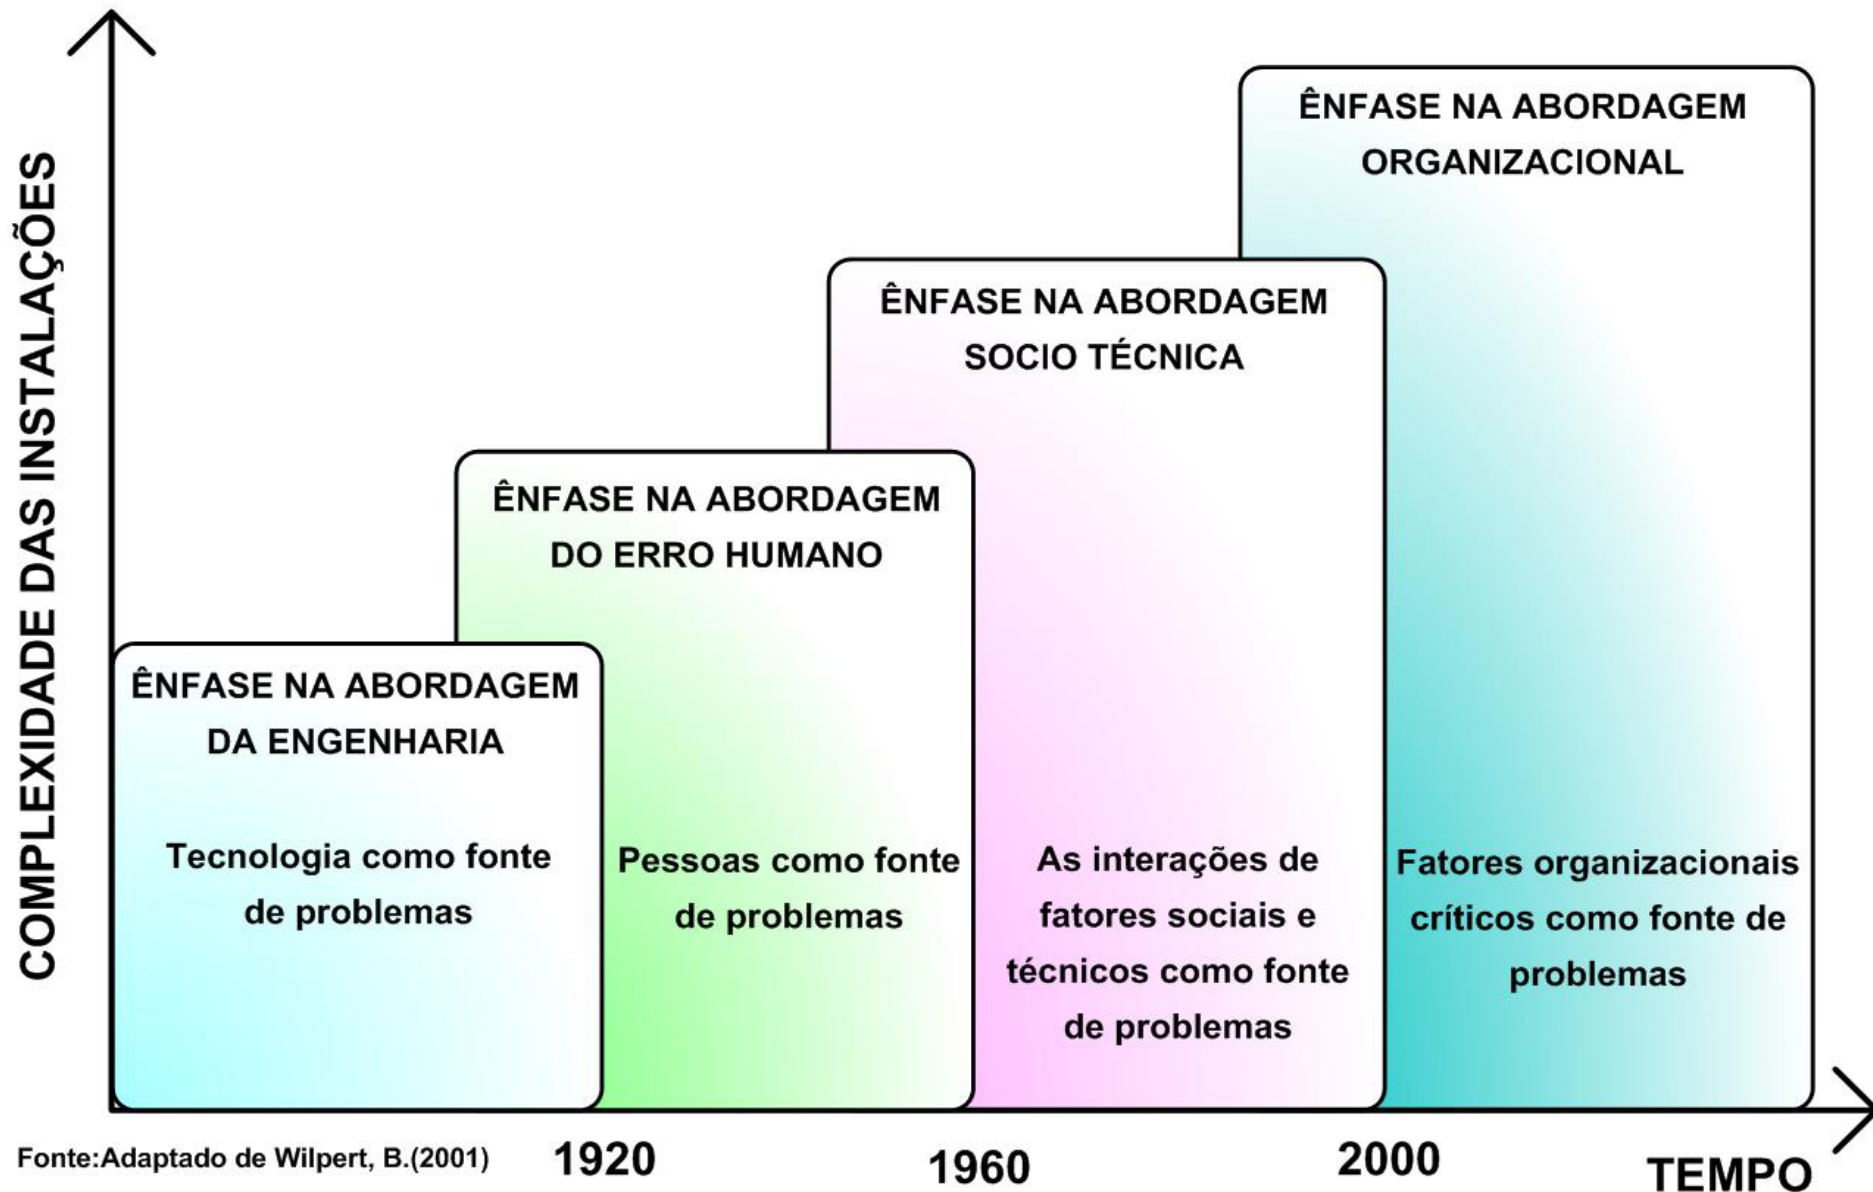 COMPLEXIDADE DAS INSTALAÇÕES
ÊNFASE NA ABORDAGEM
DA ENGENHARIA
Tecnologia como fonte
de problemas
ÊNFASE NA ABORDAGEM
DO ERRO HUMANO
Pessoas como fonte
de problemas
ÊNFASE NA ABORDAGEM
SOCIO TÉCNICA
As interações de
fatores sociais e
técnicos como fonte
de problemas
ÊNFASE NA ABORDAGEM
ORGANIZACIONAL
Fatores organizacionais
críticos como fonte de
problemas
Fonte:Adaptado de Wilpert, B.(2001)
1920
1960
2000
TEMPO